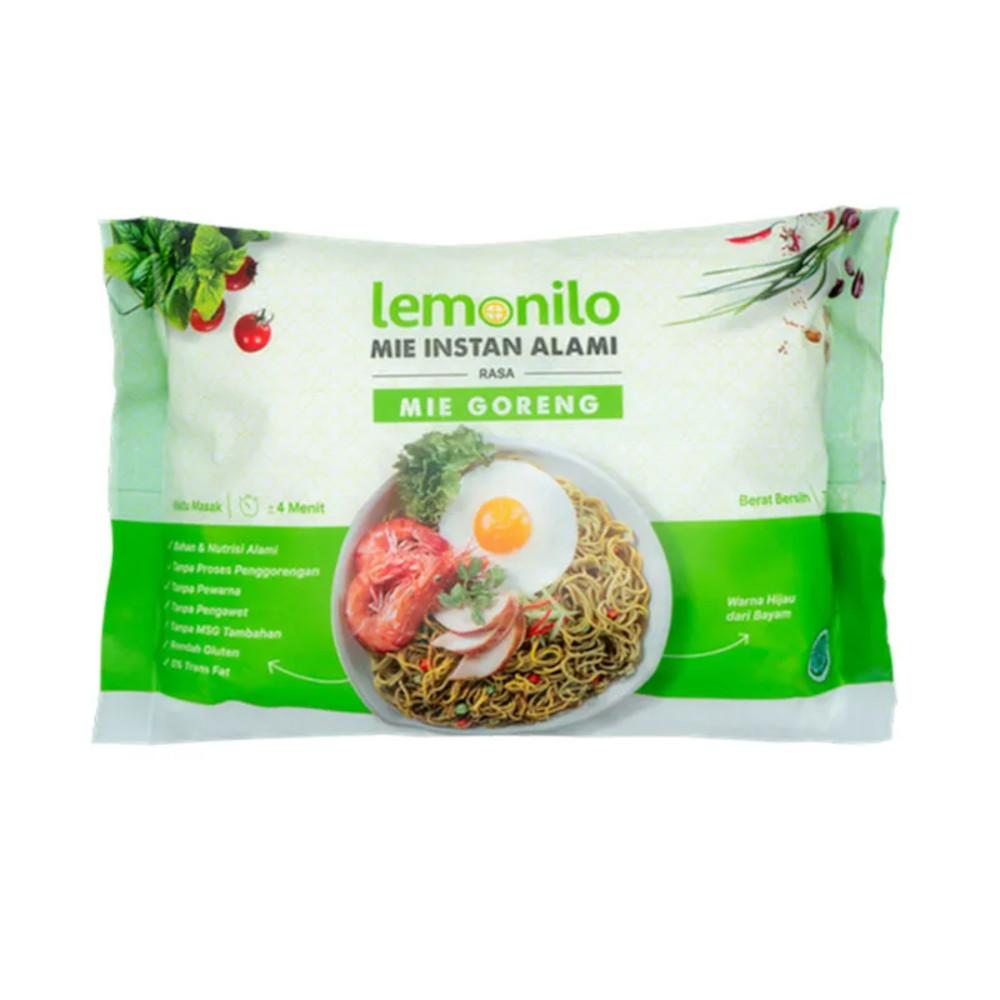 lemonilo
MIE INSTAN ALAMI
RASA
MIE GORENG
Masak | ± 4 Menit
Berat Bersih
Bahan & Nutrisi Alami
Tanpa Proses Penggorengan
Tanpa Pewarna
Tanpa Pengawet
Tanpa MSG Tambahan
Rendah Gluten
0% Trans Fat
Warna Hijau
dari Bayam